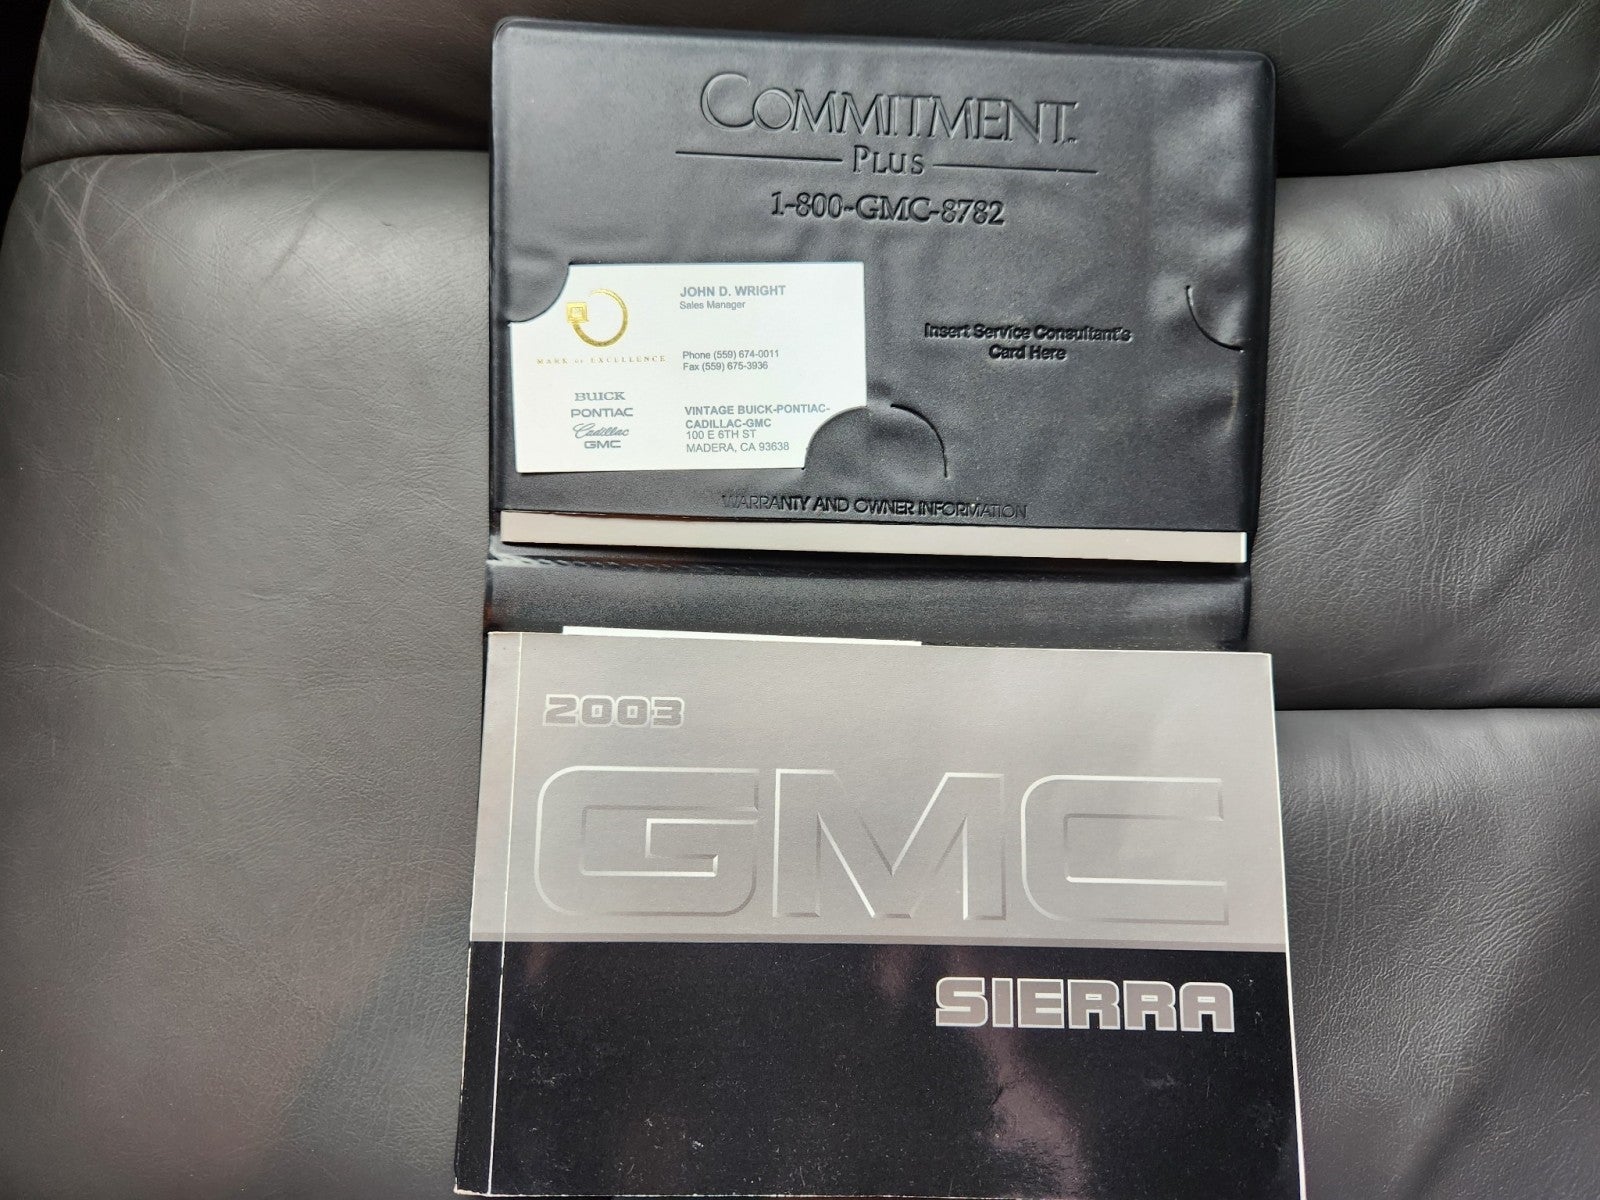 COMMITMENT™
PLUS
1-800-GMC-8782
JOHN D. WRIGHT
Sales Manager
MARK OF EXCELLENCE
Phone (559) 674-0011
Fax (559) 675-3936
BUICK
PONTIAC
Cadillac
GMC
VINTAGE BUICK-PONTIAC-
CADILLAC-GMC
100 E 6TH ST
MADERA, CA 93638
Insert Service Consultant's
Card Here
WARRANTY AND OWNER INFORMATION
2003
GMC
SIERRA